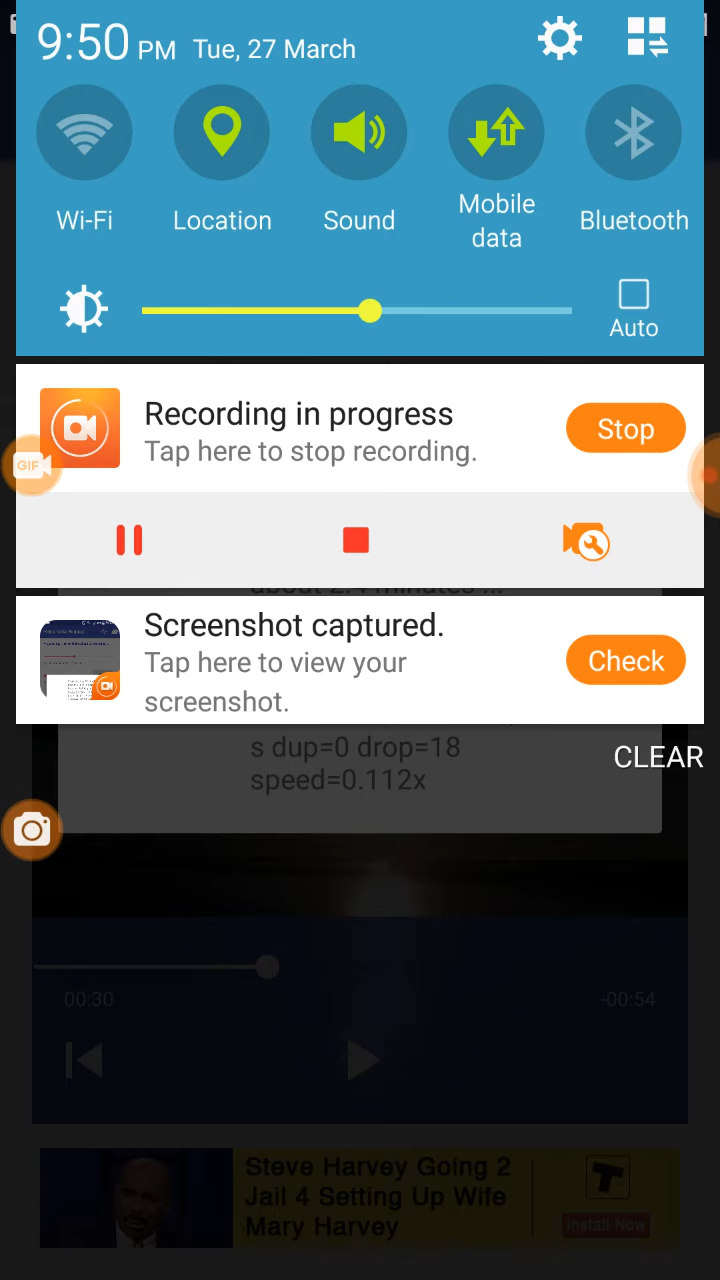 9:50 PM Tue, 27 March
Wi-Fi
Location
Sound
Mobile data
Bluetooth
Auto
Recording in progress
Tap here to stop recording.
Stop
GIF
Screenshot captured.
Tap here to view your
screenshot.
Check
s dup=0 drop=18
speed=0.112x
CLEAR
00:30
-00:54
Steve Harvey Going 2
Jail 4 Setting Up Wife
Mary Harvey
Install Now